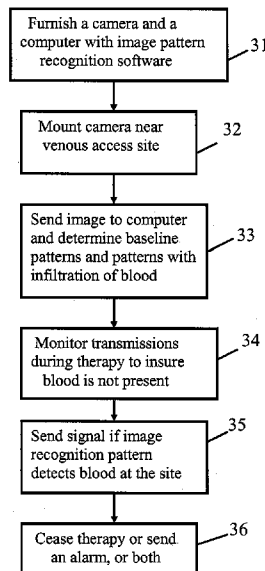 Furnish a camera and a
computer with image pattern
recognition software
31
Mount camera near
venous access site
32
Send image to computer
and determine baseline
patterns and patterns with
infiltration of blood
33
Monitor transmissions
during therapy to insure
blood is not present
34
Send signal if image
recognition pattern
detects blood at the site
35
Cease therapy or send
an alarm, or both
36